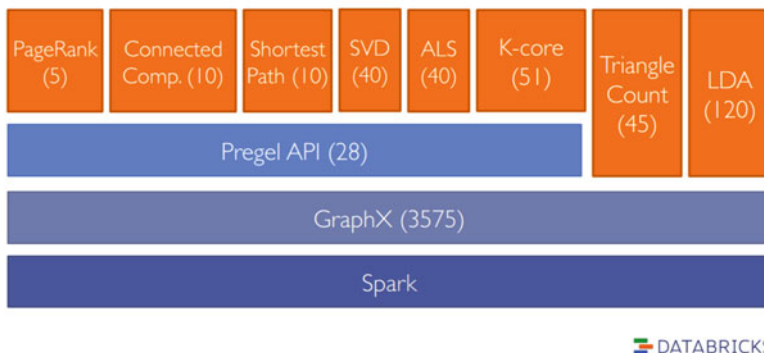 PageRank
(5)
Connected
Comp. (10)
Shortest
Path (10)
SVD
(40)
ALS
(40)
K-core
(51)
Triangle
Count
(45)
LDA
(120)
Pregel API (28)
GraphX (3575)
Spark
DATABRICKS